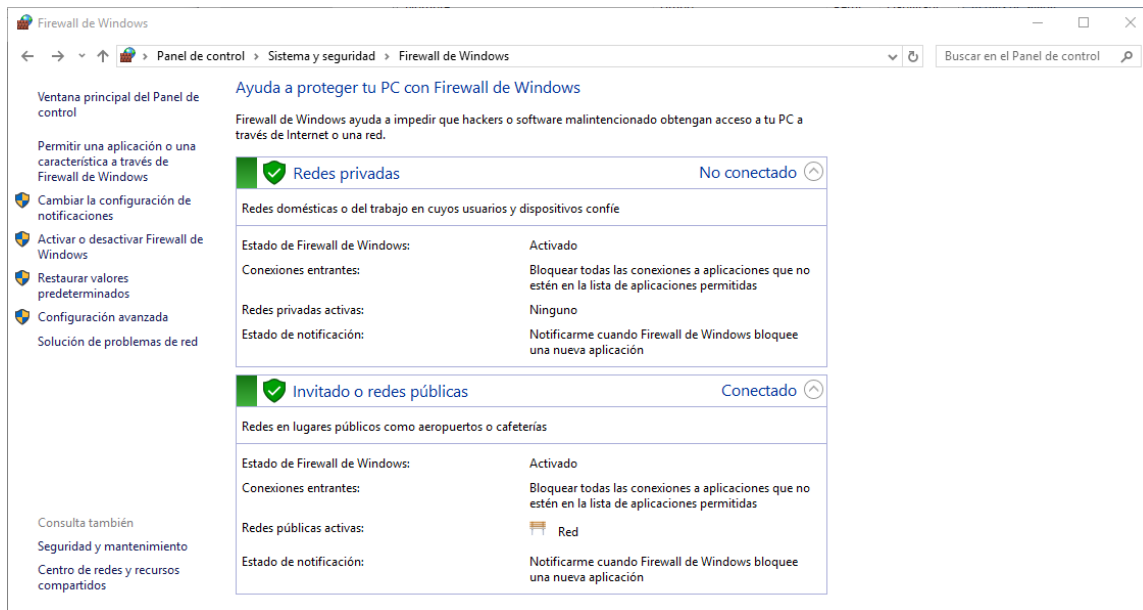 Firewall de Windows
Panel de control > Sistema y seguridad > Firewall de Windows
Buscar en el Panel de control
Ventana principal del Panel de
control
Permitir una aplicación o una
característica a través de
Firewall de Windows
Cambiar la configuración de
notificaciones
Activar o desactivar Firewall de
Windows
Restaurar valores
predeterminados
Configuración avanzada
Solución de problemas de red
Consulta también
Seguridad y mantenimiento
Centro de redes y recursos
compartidos
Ayuda a proteger tu PC con Firewall de Windows
Firewall de Windows ayuda a impedir que hackers o software malintencionado obtengan acceso a tu PC a
través de Internet o una red.
Redes privadas No conectado
Redes domésticas o del trabajo en cuyos usuarios y dispositivos confíe
Estado de Firewall de Windows: Activado
Conexiones entrantes: Bloquear todas las conexiones a aplicaciones que no
estén en la lista de aplicaciones permitidas
Redes privadas activas: Ninguno
Estado de notificación: Notificarme cuando Firewall de Windows bloquee
una nueva aplicación
Invitado o redes públicas Conectado
Redes en lugares públicos como aeropuertos o cafeterías
Estado de Firewall de Windows: Activado
Conexiones entrantes: Bloquear todas las conexiones a aplicaciones que no
estén en la lista de aplicaciones permitidas
Redes públicas activas: Red
Estado de notificación: Notificarme cuando Firewall de Windows bloquee
una nueva aplicación